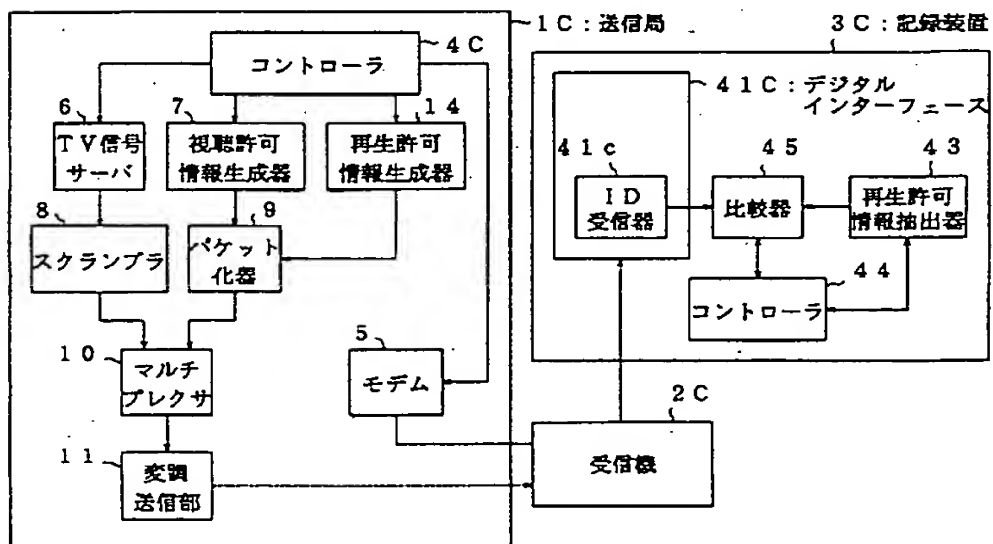 1C：送信局
4C
コントローラ
6
TV信号
サーバ
7
視聴許可
情報生成器
14
再生許可
情報生成器
8
スクランブラ
9
パケット
化器
10
マルチ
プレクサ
5
モデム
11
変調
送信部
3C：記録装置
41C：デジタル
インターフェース
41c
ID
受信器
45
比較器
43
再生許可
情報抽出器
44
コントローラ
2C
受信機